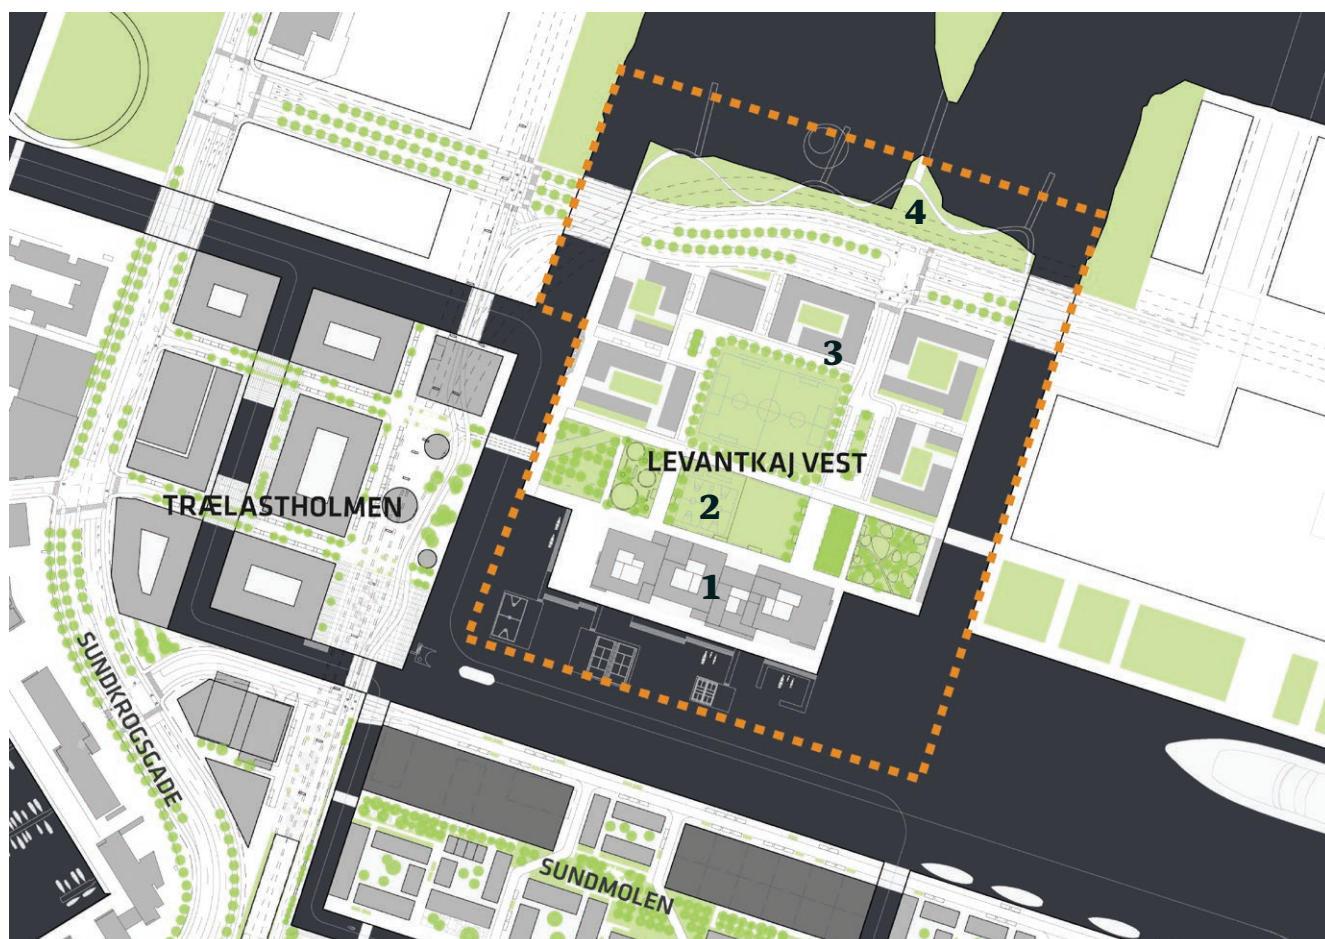 4
3
LEVANTKAJ VEST
2
TRÆLASTHOLMEN
1
SUNDKROGSGADE
SUNDMOLEN